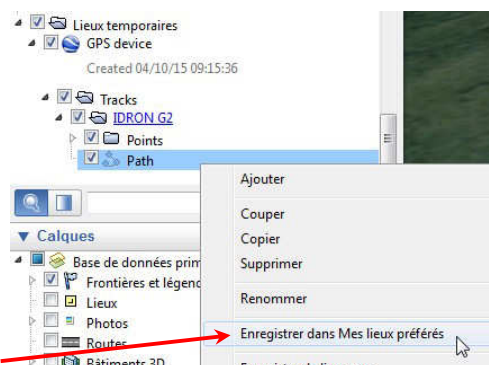 Lieux temporaires
GPS device
Created 04/10/15 09:15:36
Tracks
IDRON G2
Points
Path
Ajouter
Couper
Copier
Supprimer
Renommer
Enregistrer dans Mes lieux préférés
Calques
Base de données prim
Frontières et légend
Lieux
Photos
Routes
Bâtiments 3D